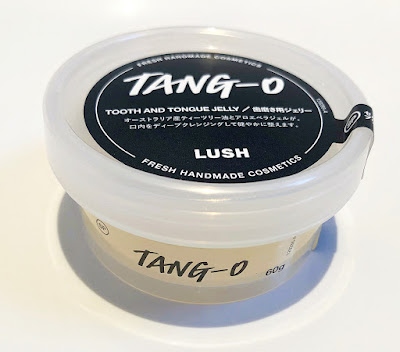 FRESH HANDMADE COSMETICS
TANG-O
TOOTH AND TONGUE JELLY / 歯磨き用ジェリー
オーストラリア産ティーツリー油とアロエベラジェルが、
口内をディープクレンジングして健やかに整えます。
LUSH
FRESH HANDMADE COSMETICS
TANG-O
60g